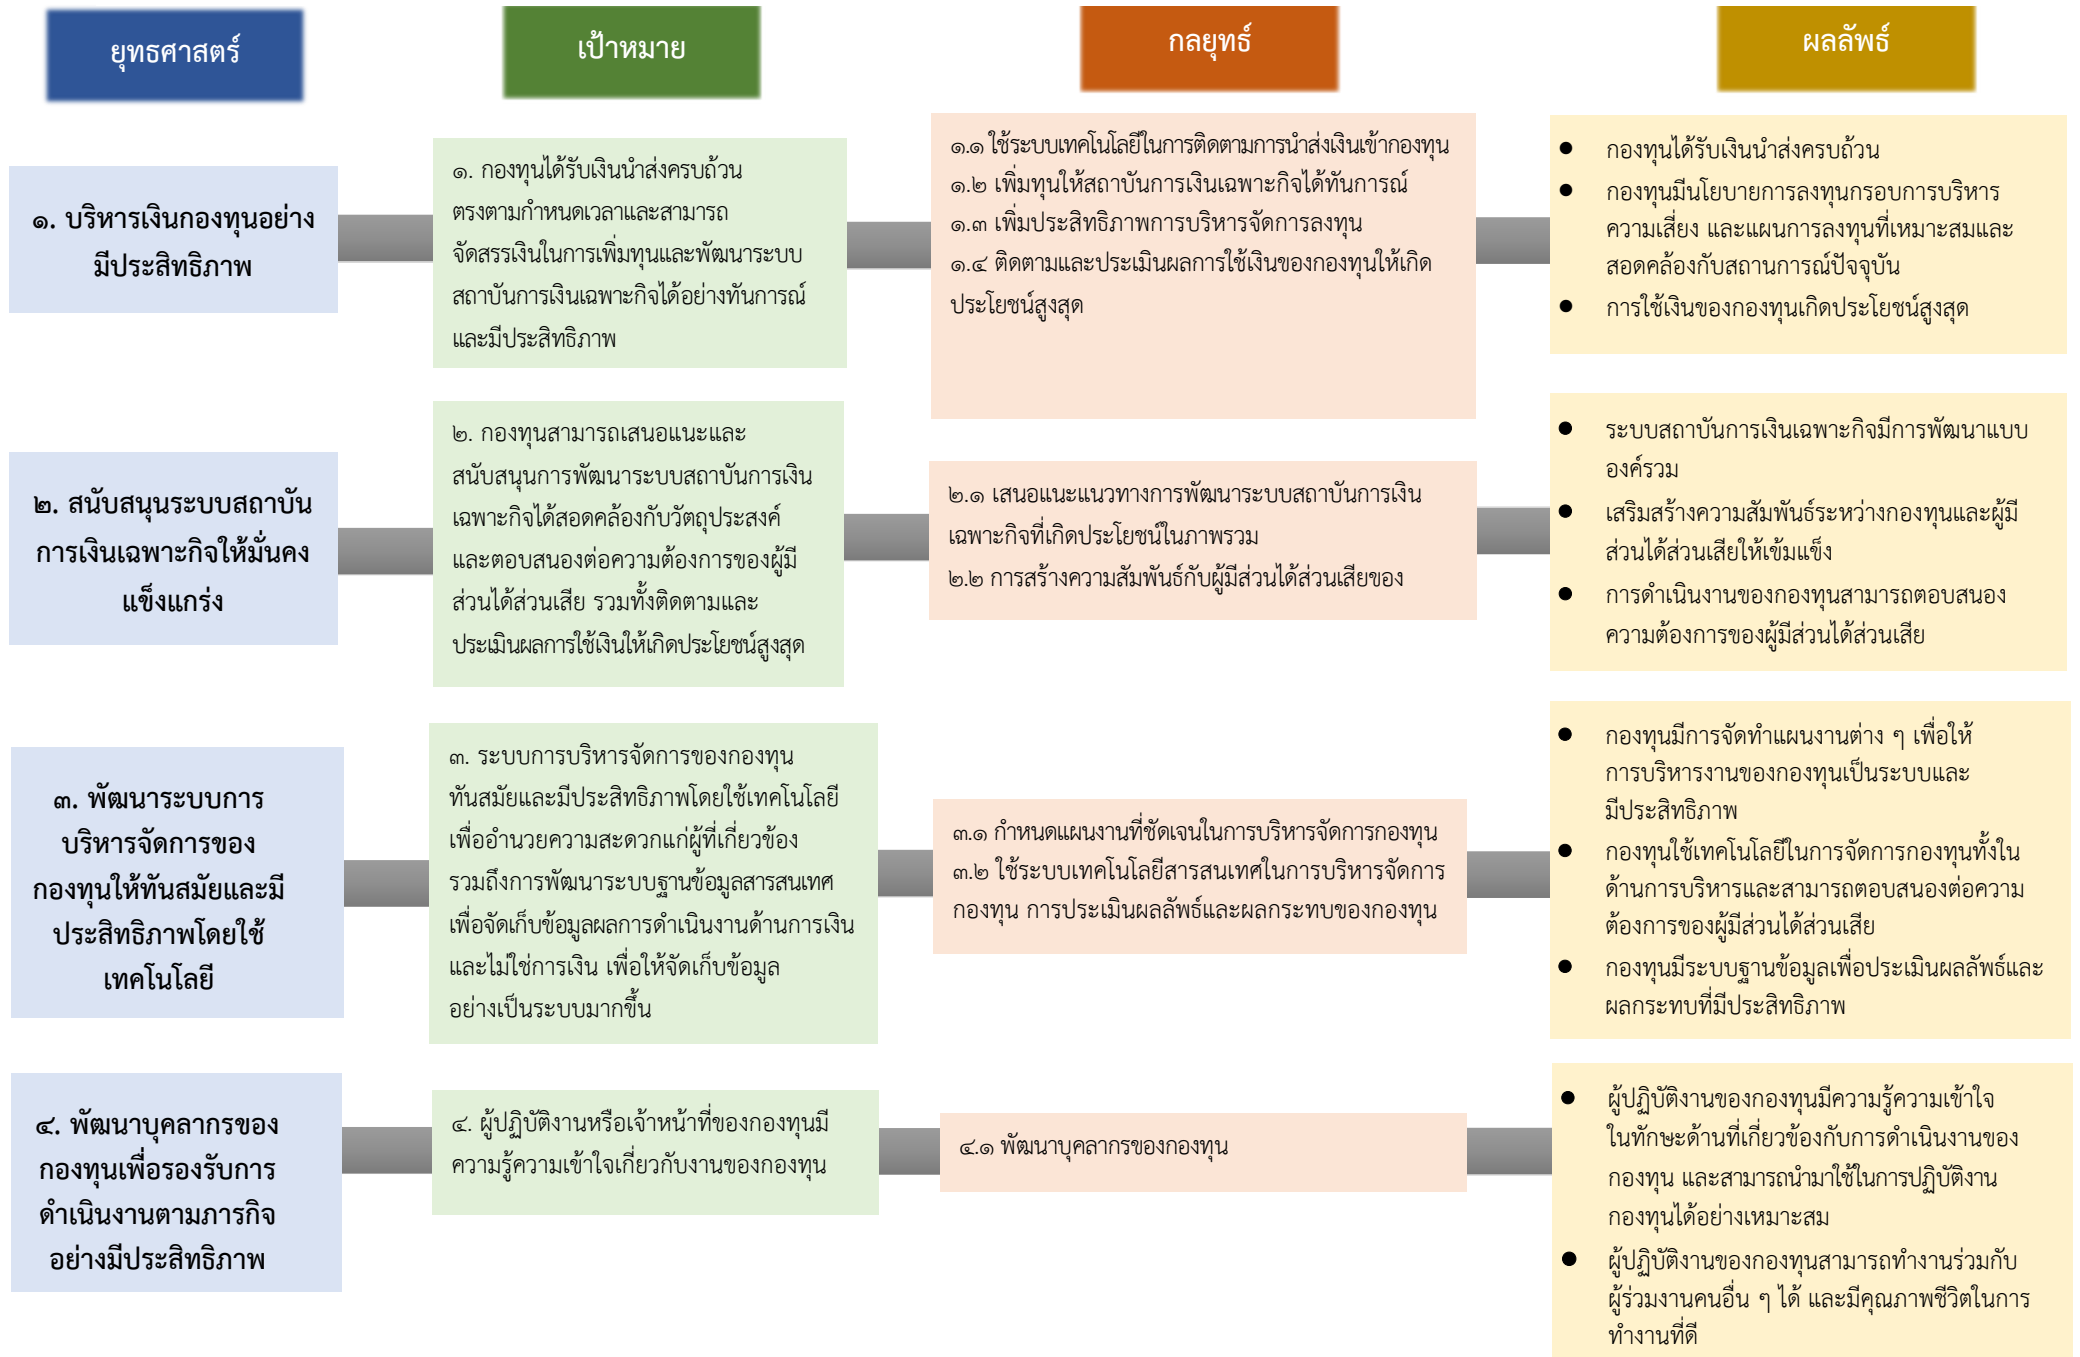 ยุทธศาสตร์
เป้าหมาย
กลยุทธ์
ผลลัพธ์
๑. บริหารเงินกองทุนอย่าง
มีประสิทธิภาพ
๑. กองทุนได้รับเงินนำส่งครบถ้วน
ตรงตามกำหนดเวลาและสามารถ
จัดสรรเงินในการเพิ่มทุนและพัฒนาระบบ
สถาบันการเงินเฉพาะกิจได้อย่างทันการณ์
และมีประสิทธิภาพ
๑.๑ ใช้ระบบเทคโนโลยีในการติดตามการนำส่งเงินเข้ากองทุน
๑.๒ เพิ่มทุนให้สถาบันการเงินเฉพาะกิจได้ทันการณ์
๑.๓ เพิ่มประสิทธิภาพการบริหารจัดการลงทุน
๑.๔ ติดตามและประเมินผลการใช้เงินของกองทุนให้เกิด
ประโยชน์สูงสุด
● กองทุนได้รับเงินนำส่งครบถ้วน
● กองทุนมีนโยบายการลงทุนกรอบการบริหาร
ความเสี่ยง และแผนการลงทุนที่เหมาะสมและ
สอดคล้องกับสถานการณ์ปัจจุบัน
● การใช้เงินของกองทุนเกิดประโยชน์สูงสุด
๒. สนับสนุนระบบสถาบัน
การเงินเฉพาะกิจให้มั่นคง
แข็งแกร่ง
๒. กองทุนสามารถเสนอแนะและ
สนับสนุนการพัฒนาระบบสถาบันการเงิน
เฉพาะกิจได้สอดคล้องกับวัตถุประสงค์
และตอบสนองต่อความต้องการของผู้มี
ส่วนได้ส่วนเสีย รวมทั้งติดตามและ
ประเมินผลการใช้เงินให้เกิดประโยชน์สูงสุด
๒.๑ เสนอแนะแนวทางการพัฒนาระบบสถาบันการเงิน
เฉพาะกิจที่เกิดประโยชน์ในภาพรวม
๒.๒ การสร้างความสัมพันธ์กับผู้มีส่วนได้ส่วนเสียของ
● ระบบสถาบันการเงินเฉพาะกิจมีการพัฒนาแบบ
องค์รวม
● เสริมสร้างความสัมพันธ์ระหว่างกองทุนและผู้มี
ส่วนได้ส่วนเสียให้เข้มแข็ง
● การดำเนินงานของกองทุนสามารถตอบสนอง
ความต้องการของผู้มีส่วนได้ส่วนเสีย
๓. พัฒนาระบบการ
บริหารจัดการของ
กองทุนให้ทันสมัยและมี
ประสิทธิภาพโดยใช้
เทคโนโลยี
๓. ระบบการบริหารจัดการของกองทุน
ทันสมัยและมีประสิทธิภาพโดยใช้เทคโนโลยี
เพื่ออำนวยความสะดวกแก่ผู้ที่เกี่ยวข้อง
รวมถึงการพัฒนาระบบฐานข้อมูลสารสนเทศ
เพื่อจัดเก็บข้อมูลผลการดำเนินงานด้านการเงิน
และไม่ใช่การเงิน เพื่อให้จัดเก็บข้อมูล
อย่างเป็นระบบมากขึ้น
๓.๑ กำหนดแผนงานที่ชัดเจนในการบริหารจัดการกองทุน
๓.๒ ใช้ระบบเทคโนโลยีสารสนเทศในการบริหารจัดการ
กองทุน การประเมินผลลัพธ์และผลกระทบของกองทุน
● กองทุนมีการจัดทำแผนงานต่าง ๆ เพื่อให้
การบริหารงานของกองทุนเป็นระบบและ
มีประสิทธิภาพ
● กองทุนใช้เทคโนโลยีในการจัดการกองทุนทั้งใน
ด้านการบริหารและสามารถตอบสนองต่อความ
ต้องการของผู้มีส่วนได้ส่วนเสีย
● กองทุนมีระบบฐานข้อมูลเพื่อประเมินผลลัพธ์และ
ผลกระทบที่มีประสิทธิภาพ
๔. พัฒนาบุคลากรของ
กองทุนเพื่อรองรับการ
ดำเนินงานตามภารกิจ
อย่างมีประสิทธิภาพ
๔. ผู้ปฏิบัติงานหรือเจ้าหน้าที่ของกองทุนมี
ความรู้ความเข้าใจเกี่ยวกับงานของกองทุน
๔.๑ พัฒนาบุคลากรของกองทุน
● ผู้ปฏิบัติงานของกองทุนมีความรู้ความเข้าใจ
ในทักษะด้านที่เกี่ยวข้องกับการดำเนินงานของ
กองทุน และสามารถนำมาใช้ในการปฏิบัติงาน
กองทุนได้อย่างเหมาะสม
● ผู้ปฏิบัติงานของกองทุนสามารถทำงานร่วมกับ
ผู้ร่วมงานคนอื่น ๆ ได้ และมีคุณภาพชีวิตในการ
ทำงานที่ดี